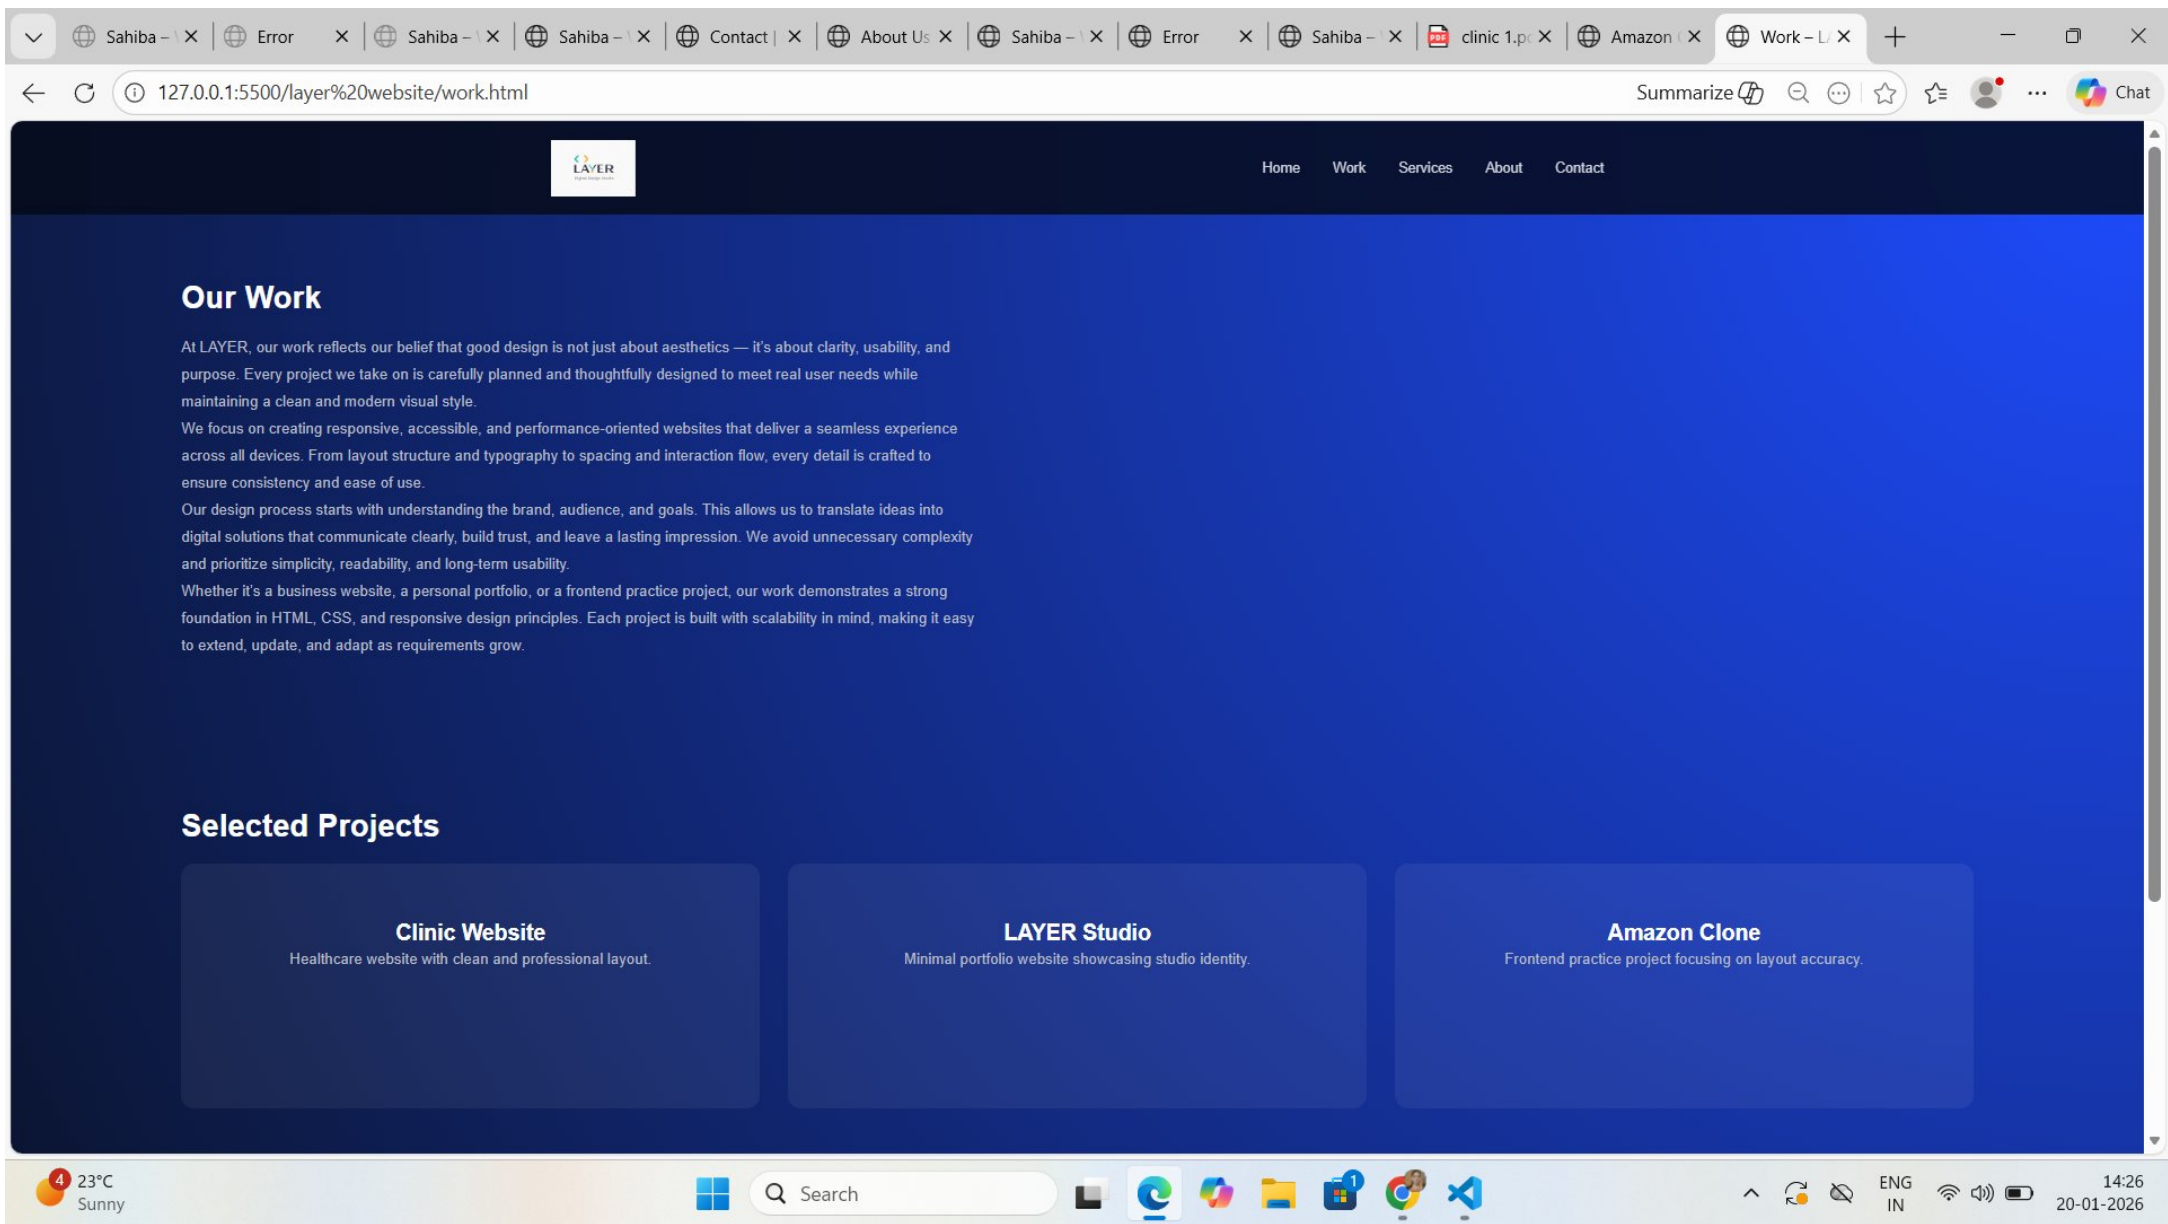 Sahiba –
Error
Sahiba –
Sahiba –
Contact |
About Us
Sahiba –
Error
Sahiba –
PDF
clinic 1.p
Amazon
Work – L
127.0.0.1:5500/layer%20website/work.html
Summarize
Chat
LAYER
Home Work Services About Contact
Our Work
At LAYER, our work reflects our belief that good design is not just about aesthetics — it's about clarity, usability, and
purpose. Every project we take on is carefully planned and thoughtfully designed to meet real user needs while
maintaining a clean and modern visual style.
We focus on creating responsive, accessible, and performance-oriented websites that deliver a seamless experience
across all devices. From layout structure and typography to spacing and interaction flow, every detail is crafted to
ensure consistency and ease of use.
Our design process starts with understanding the brand, audience, and goals. This allows us to translate ideas into
digital solutions that communicate clearly, build trust, and leave a lasting impression. We avoid unnecessary complexity
and prioritize simplicity, readability, and long-term usability.
Whether it's a business website, a personal portfolio, or a frontend practice project, our work demonstrates a strong
foundation in HTML, CSS, and responsive design principles. Each project is built with scalability in mind, making it easy
to extend, update, and adapt as requirements grow.
Selected Projects
Clinic Website
Healthcare website with clean and professional layout.
LAYER Studio
Minimal portfolio website showcasing studio identity.
Amazon Clone
Frontend practice project focusing on layout accuracy.
4
23°C
Sunny
Search
1
ENG
IN
14:26
20-01-2026